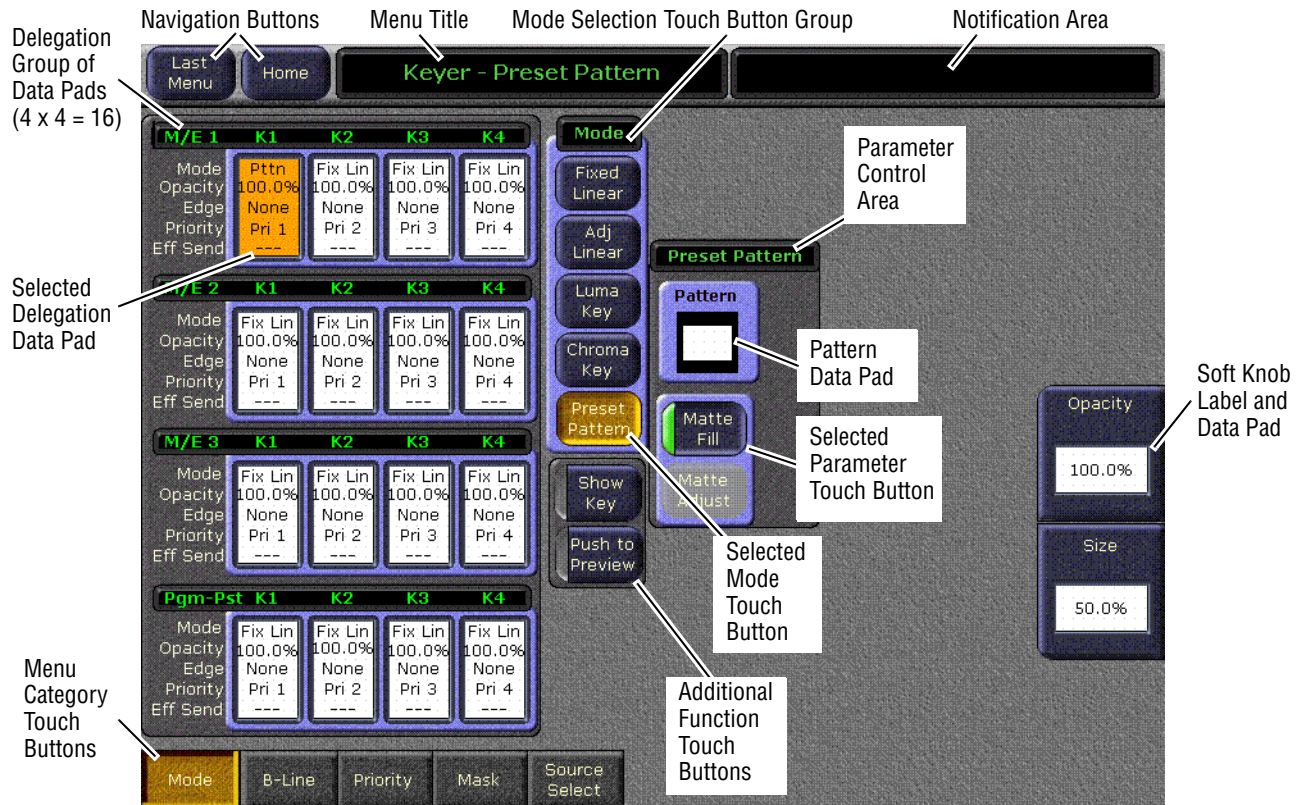 Navigation Buttons
Menu Title
Mode Selection Touch Button Group
Notification Area
Delegation
Group of
Data Pads
(4 x 4 = 16)
Last
Menu
Home
Keyer - Preset Pattern
M/E 1 K1 K2 K3 K4
Mode Pttn Fix Lin Fix Lin Fix Lin
Opacity 100.0% 100.0% 100.0% 100.0%
Edge None None None None
Priority Pri 1 Pri 2 Pri 3 Pri 4
Eff Send --- --- --- ---
Selected
Delegation
Data Pad
M/E 2 K1 K2 K3 K4
Mode Fix Lin Fix Lin Fix Lin Fix Lin
Opacity 100.0% 100.0% 100.0% 100.0%
Edge None None None None
Priority Pri 1 Pri 2 Pri 3 Pri 4
Eff Send --- --- --- ---
M/E 3 K1 K2 K3 K4
Mode Fix Lin Fix Lin Fix Lin Fix Lin
Opacity 100.0% 100.0% 100.0% 100.0%
Edge None None None None
Priority Pri 1 Pri 2 Pri 3 Pri 4
Eff Send --- --- --- ---
Pgm-Pst K1 K2 K3 K4
Mode Fix Lin Fix Lin Fix Lin Fix Lin
Opacity 100.0% 100.0% 100.0% 100.0%
Edge None None None None
Priority Pri 1 Pri 2 Pri 3 Pri 4
Eff Send --- --- --- ---
Menu
Category
Touch
Buttons
Mode
Fixed
Linear
Adj
Linear
Luma
Key
Chroma
Key
Preset
Pattern
Show
Key
Push to
Preview
Parameter
Control
Area
Preset Pattern
Pattern
Pattern
Data Pad
Matte
Fill
Matte
Adjust
Selected
Parameter
Touch Button
Selected
Mode
Touch
Button
Additional
Function
Touch
Buttons
Opacity
100.0%
Size
50.0%
Soft Knob
Label and
Data Pad
Mode
B-Line
Priority
Mask
Source
Select